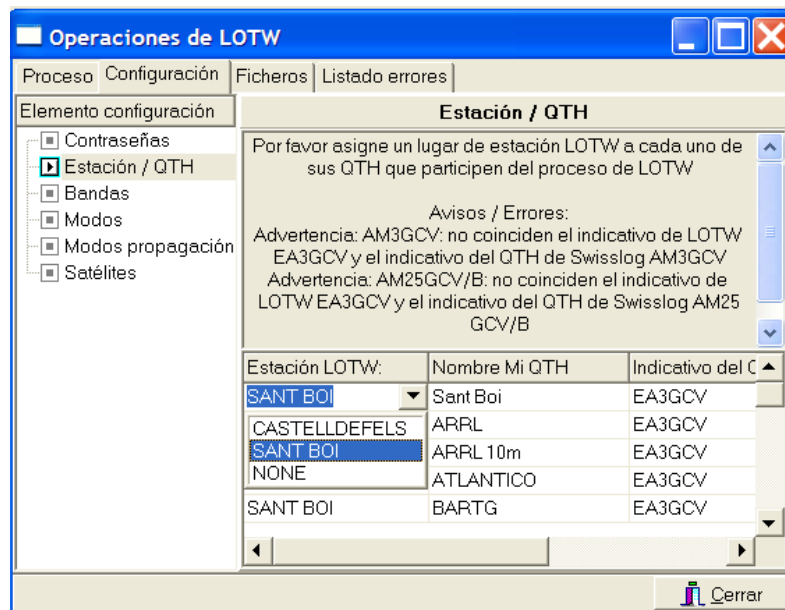 Operaciones de LOTW
Proceso Configuración Ficheros Listado errores
Elemento configuración
Contraseñas
Estación / QTH
Bandas
Modos
Modos propagación
Satélites
Estación / QTH
Por favor asigne un lugar de estación LOTW a cada uno de
sus QTH que participen del proceso de LOTW
Avisos / Errores:
Advertencia: AM3GCV: no coinciden el indicativo de LOTW
EA3GCV y el indicativo del QTH de Swisslog AM3GCV
Advertencia: AM25GCV/B: no coinciden el indicativo de
LOTW EA3GCV y el indicativo del QTH de Swisslog AM25
GCV/B
Estación LOTW: Nombre Mi QTH Indicativo del
SANT BOI Sant Boi EA3GCV
CASTELLDEFELS ARRL EA3GCV
SANT BOI ARRL 10m EA3GCV
NONE ATLANTICO EA3GCV
SANT BOI BARTG EA3GCV
Cerrar